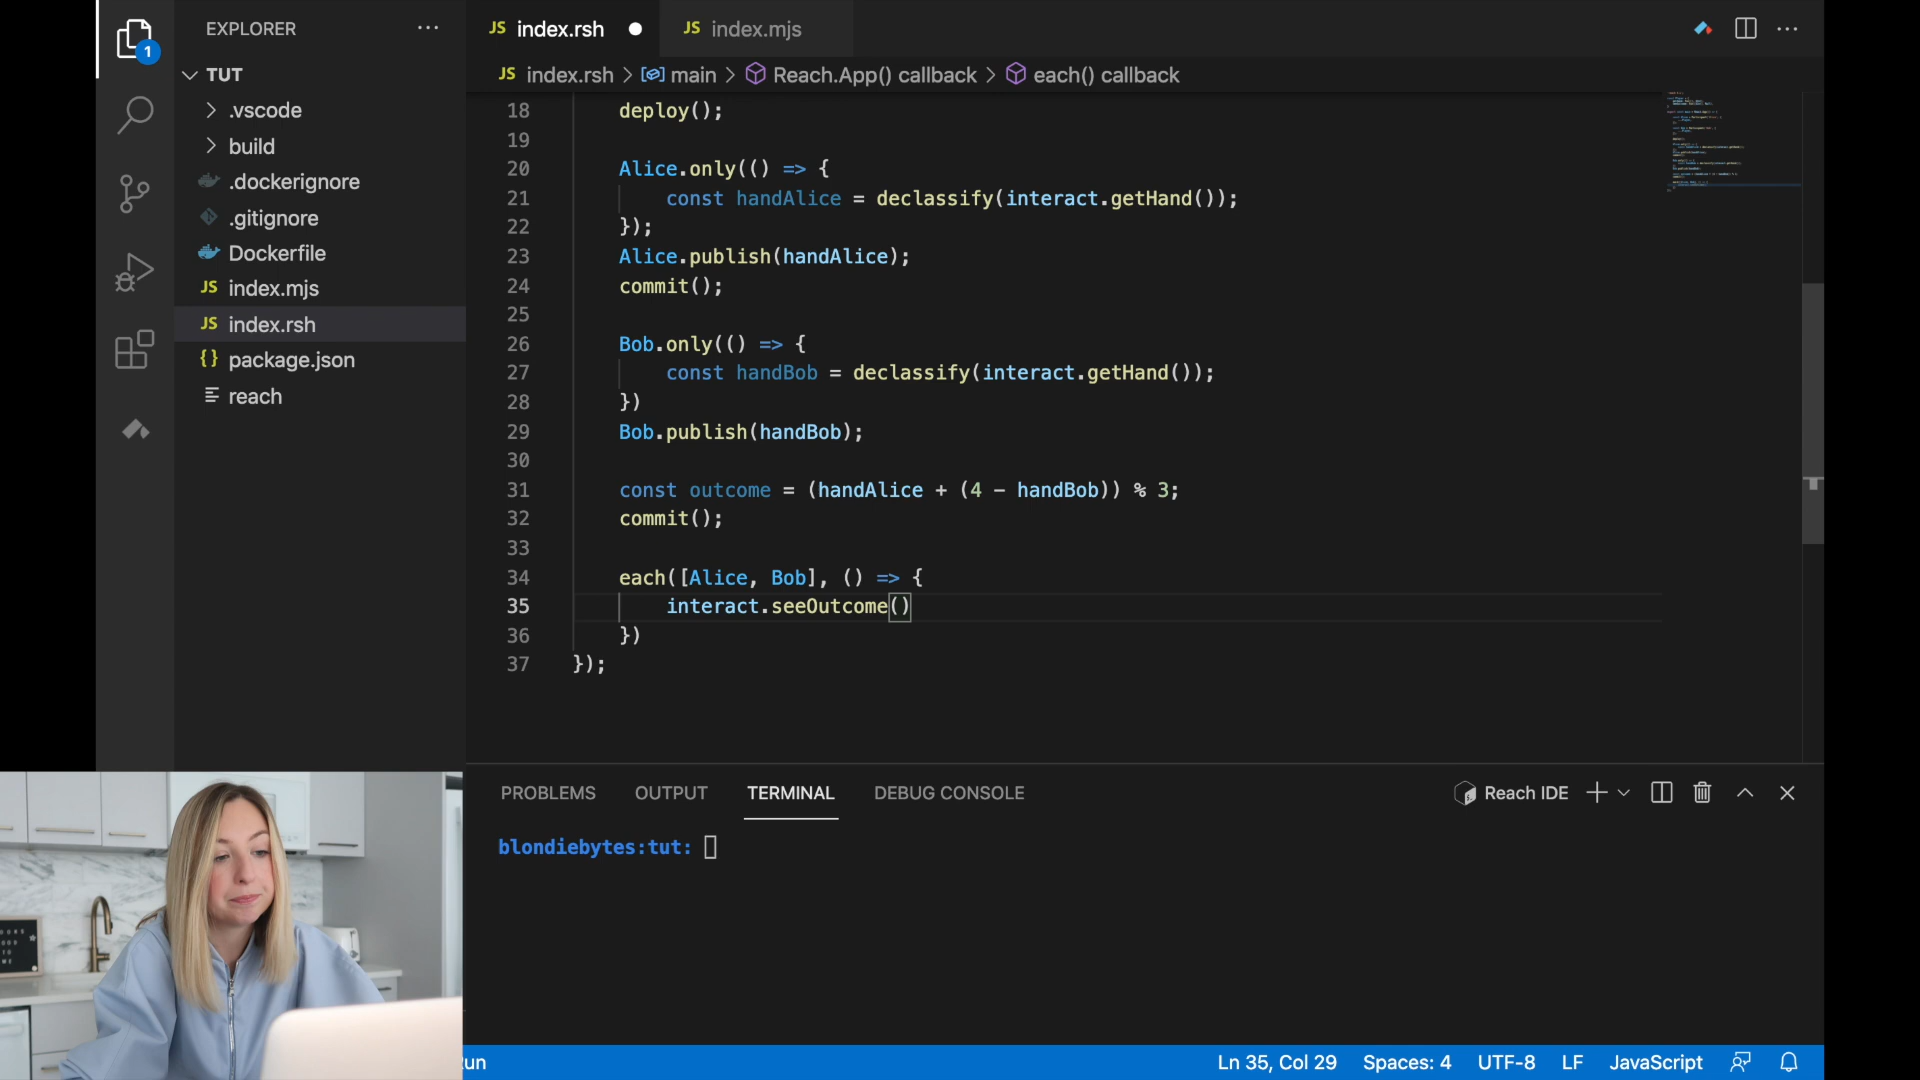 EXPLORER
1
TUT
.vscode
build
.dockerignore
.gitignore
Dockerfile
JS index.mjs
JS index.rsh
{} package.json
reach
JS index.rsh
JS index.mjs
JS index.rsh > main > Reach.App() callback > each() callback
18 deploy();
19
20 Alice.only(() => {
21 const handAlice = declassify(interact.getHand());
22 });
23 Alice.publish(handAlice);
24 commit();
25
26 Bob.only(() => {
27 const handBob = declassify(interact.getHand());
28 })
29 Bob.publish(handBob);
30
31 const outcome = (handAlice + (4 - handBob)) % 3;
32 commit();
33
34 each([Alice, Bob], () => {
35 interact.seeOutcome()
36 })
37 });
PROBLEMS OUTPUT TERMINAL DEBUG CONSOLE
Reach IDE
blondiebytes:tut:
Ln 35, Col 29 Spaces: 4 UTF-8 LF JavaScript